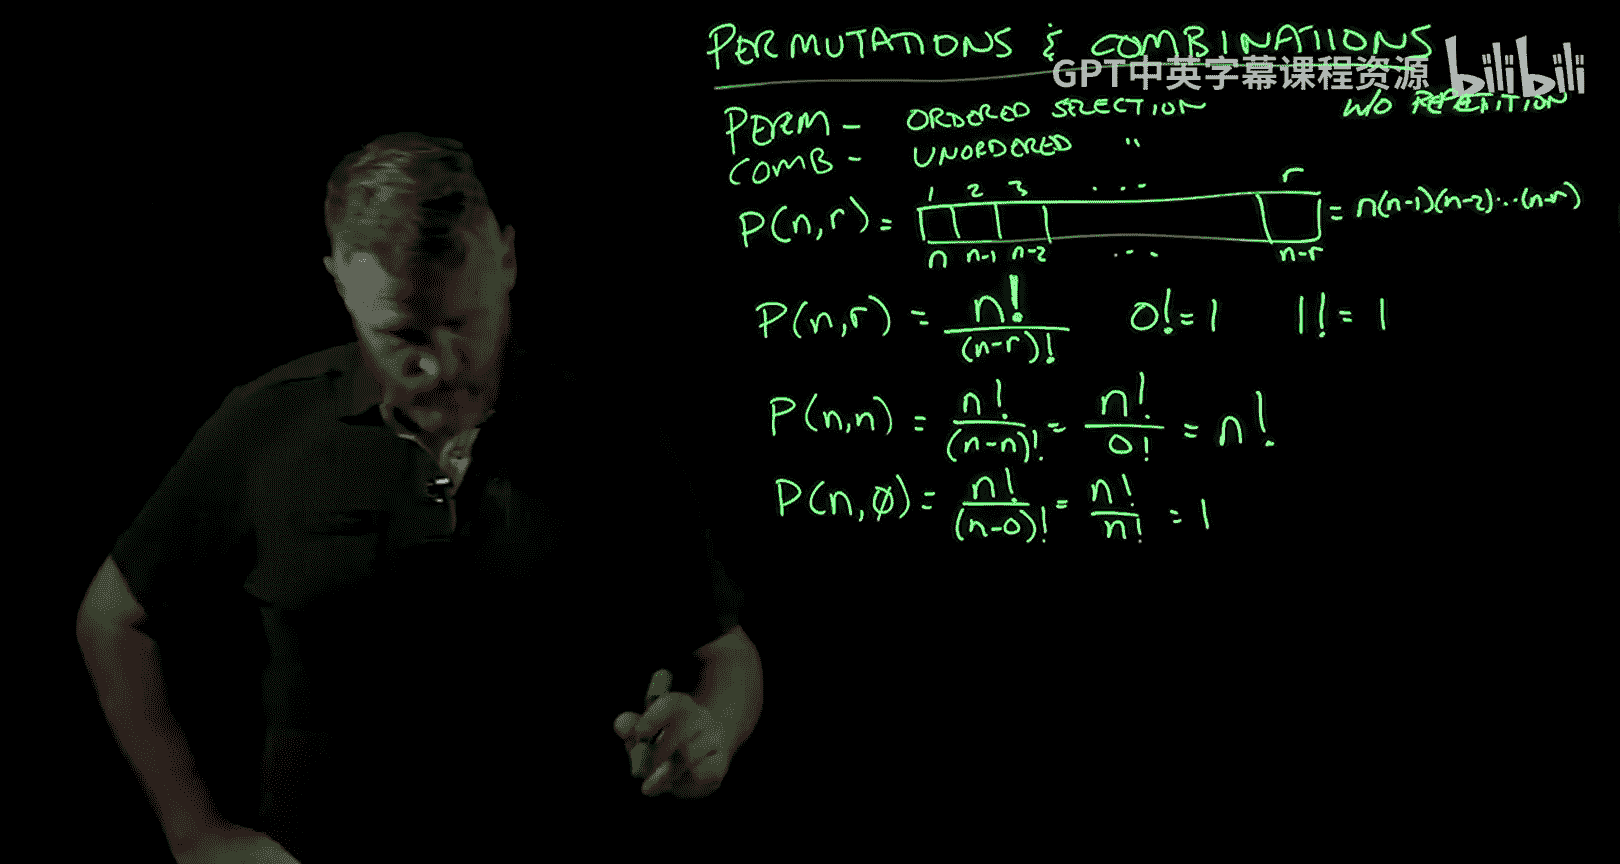 PERMUTATIONS & COMBINATIONS
GPT中英字幕课程资源 bilibili
PERM - ORDERED SELECTION W/O REPETITION
COMB - UNORDERED "
1 2 3 ... r
P(n,r) = = n(n-1)(n-2)...(n-r)
n n-1 n-2 ... n-r
P(n,r) = n!/(n-r)! 0! = 1 1! = 1
P(n,n) = n!/(n-n)! = n!/0! = n!
P(n,∅) = n!/(n-0)! = n!/n! = 1